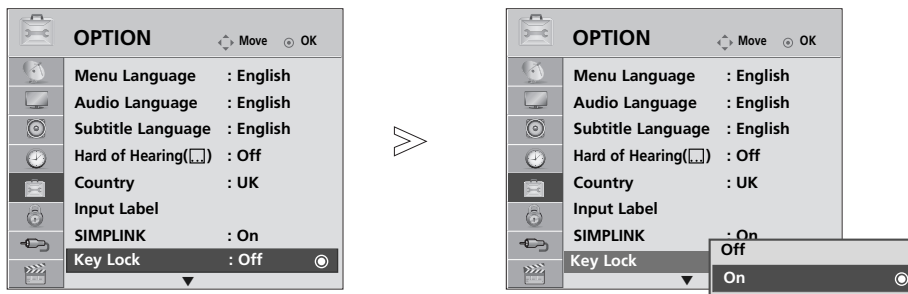 OPTION Move OK
Menu Language : English
Audio Language : English
Subtitle Language : English
Hard of Hearing( ) : Off
Country : UK
Input Label
SIMPLINK : On
Key Lock : Off
OPTION Move OK
Menu Language : English
Audio Language : English
Subtitle Language : English
Hard of Hearing( ) : Off
Country : UK
Input Label
SIMPLINK : On
Key Lock
Off
On